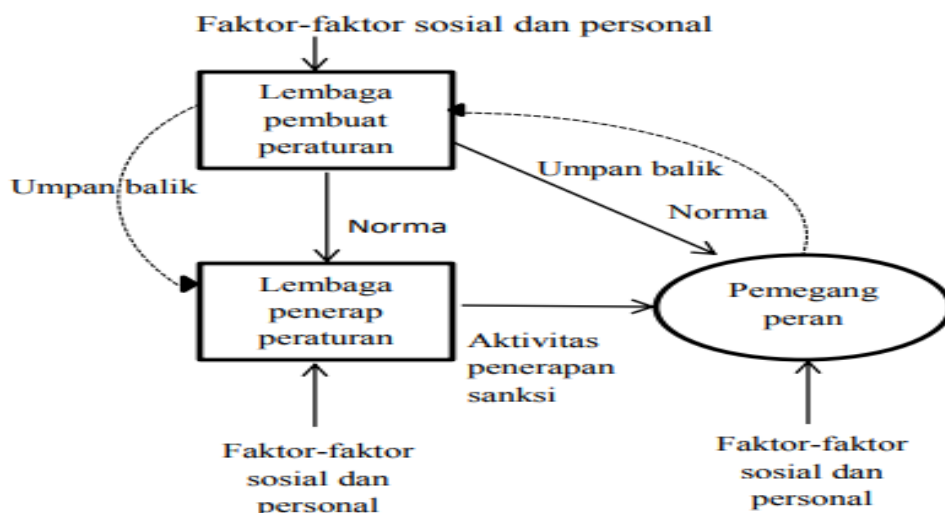 Faktor-faktor sosial dan personal
Lembaga
pembuat
peraturan
Umpan balik
Umpan balik
Norma
Norma
Lembaga
penerap
peraturan
Pemegang
peran
Aktivitas
penerapan
sanksi
Faktor-faktor
sosial dan
personal
Faktor-faktor
sosial dan
personal